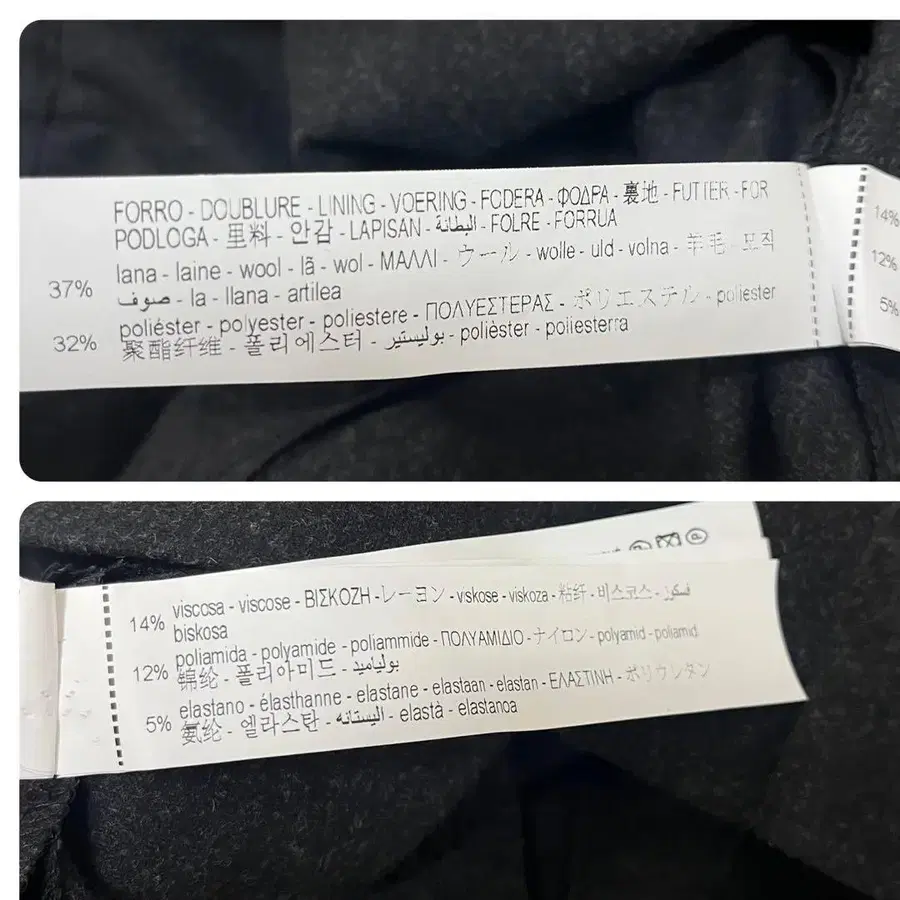 FORRO - DOUBLURE - LINING - VOERING - FODERA - ΦΟΔΡΑ - 裏地 - FUTTER - FOR
PODLOGA - 里料 - 안감 - LAPISAN - البطانة - FOLRE - FORRUA
37% lana - laine - wool - lã - wol - ΜΑΛΛΙ - ウール - wolle - uld - volna - 羊毛 - 모직
صوف - la - llana - artilea
32% poliéster - polyester - poliestere - ΠΟΛΥΕΣΤΕΡΑΣ - ポリエステル - poliester
聚酯纤维 - 폴리에스터 - بوليستير - polièster - poliesterra
14%
12%
5%
14% viscosa - viscose - ΒΙΣΚΟΖΗ - レーヨン - viskose - viskoza - 粘纤 - 비스코스 - فسكوز
biskosa
12% poliamida - polyamide - poliammide - ΠΟΛΥΑΜΙΔΙΟ - ナイロン - polyamid - poliamid
锦纶 - 폴리아미드 - بولياميد
5% elastano - élasthanne - elastane - elastaan - elastan - ΕΛΑΣΤΙΝΗ - ポリウレタン
氨纶 - 엘라스탄 - اليستانه - elastà - elastanoa